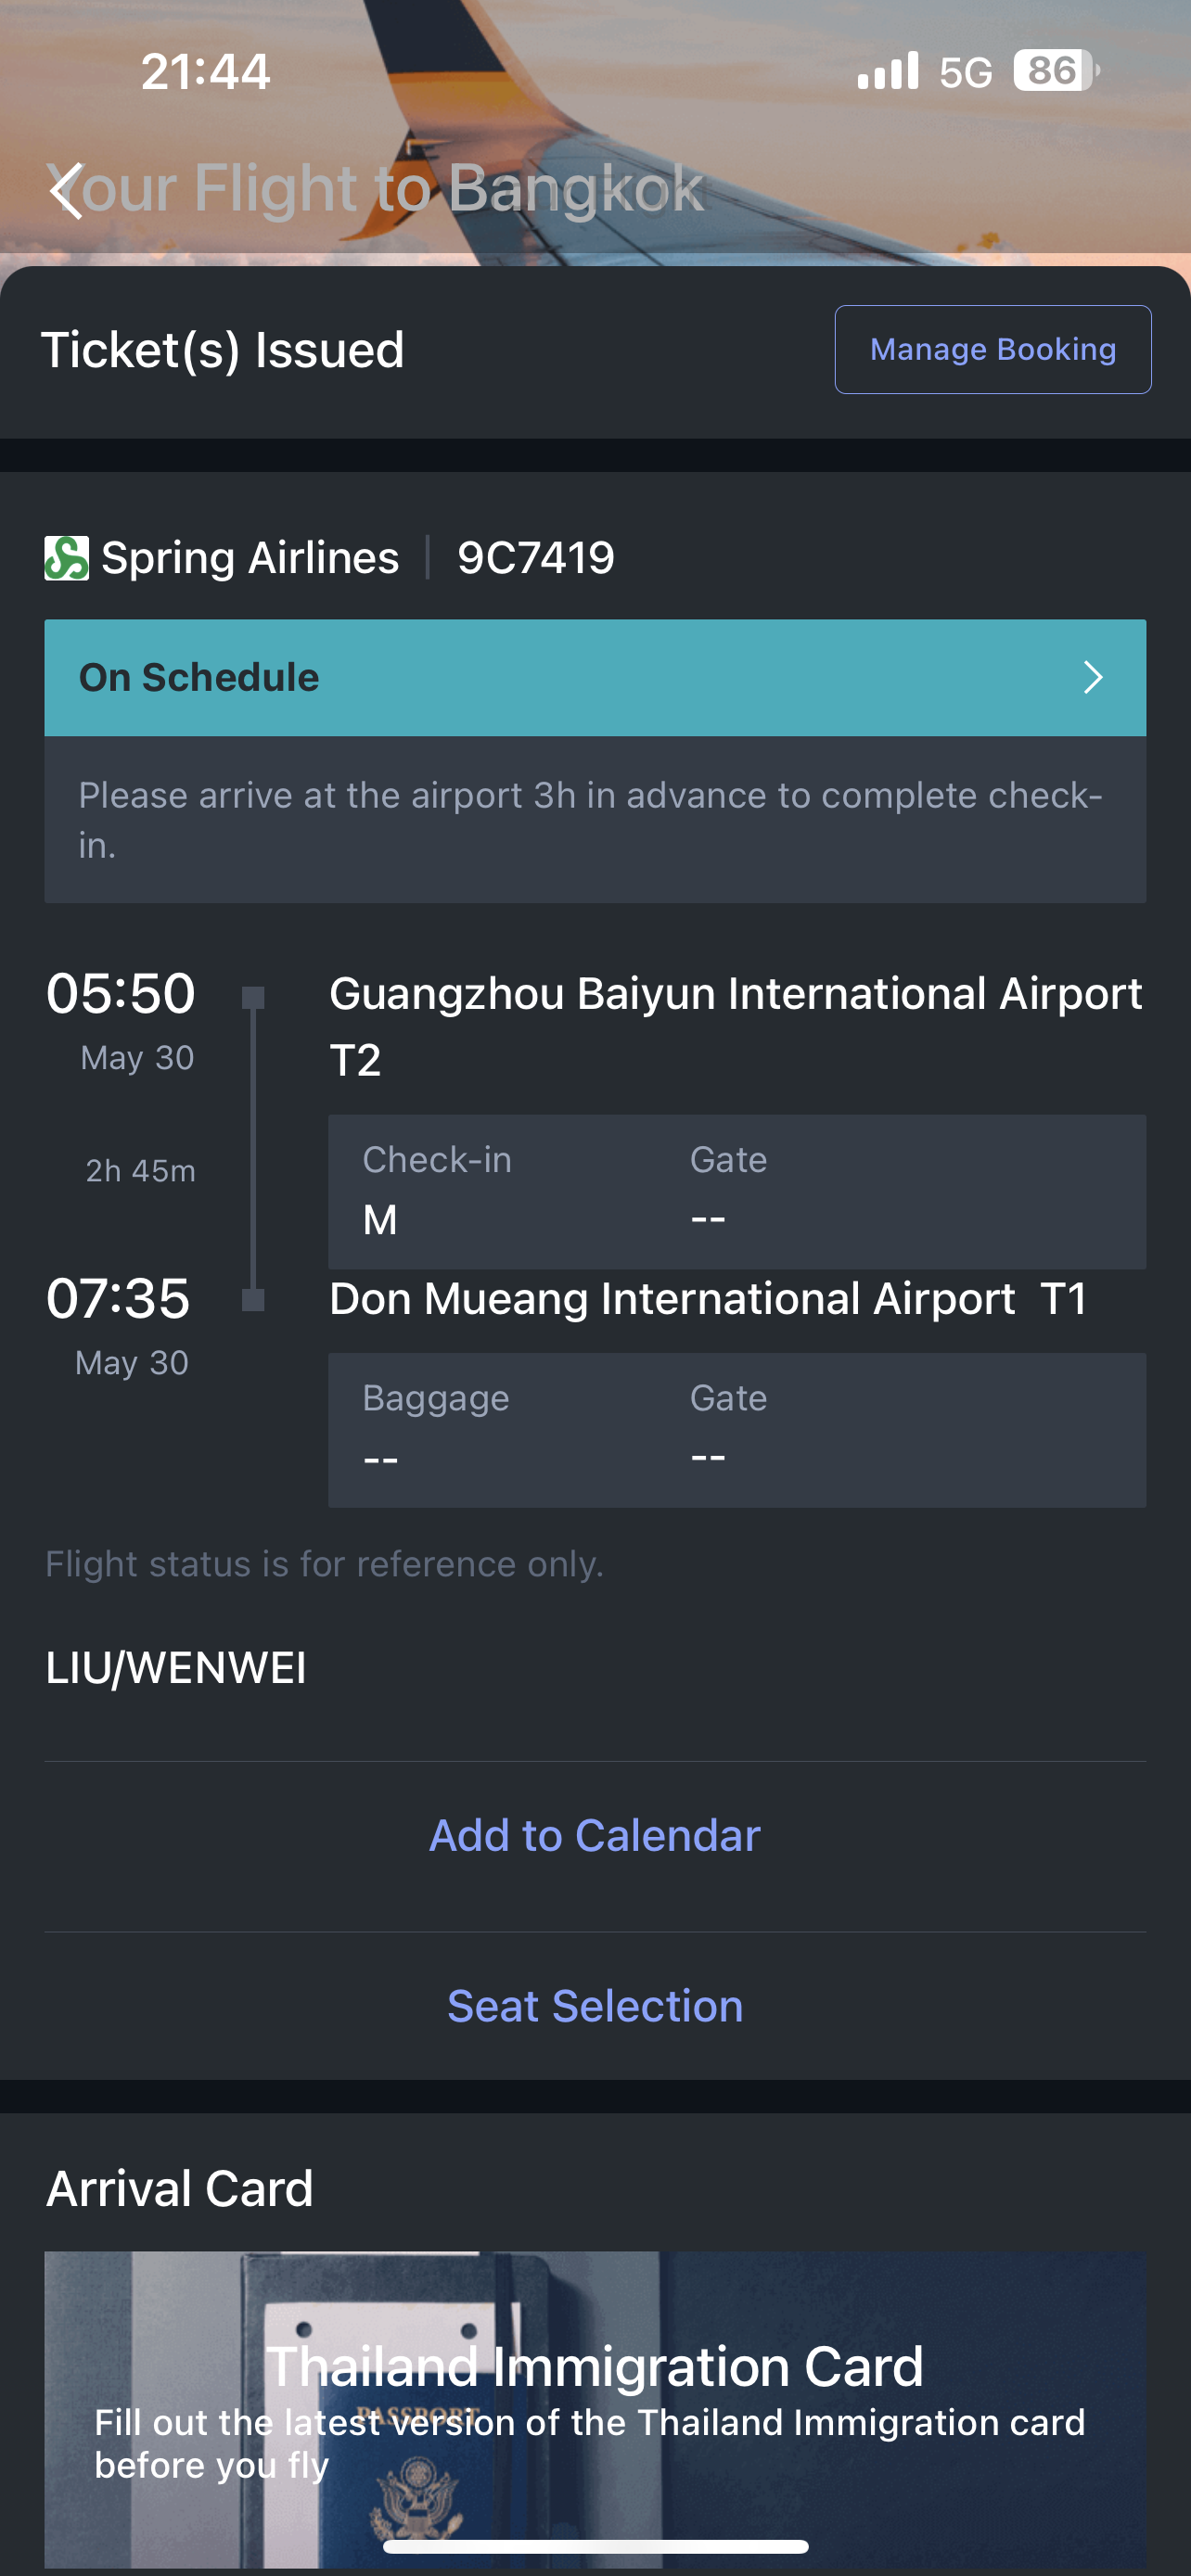 21:44
5G 86
Your Flight to Bangkok
Ticket(s) Issued
Manage Booking
Spring Airlines | 9C7419
On Schedule
Please arrive at the airport 3h in advance to complete check-
in.
05:50
May 30
Guangzhou Baiyun International Airport
T2
2h 45m
Check-in
Gate
M
--
07:35
May 30
Don Mueang International Airport T1
Baggage
Gate
--
--
Flight status is for reference only.
LIU/WENWEI
Add to Calendar
Seat Selection
Arrival Card
Thailand Immigration Card
PASSPORT
Fill out the latest version of the Thailand Immigration card
before you fly